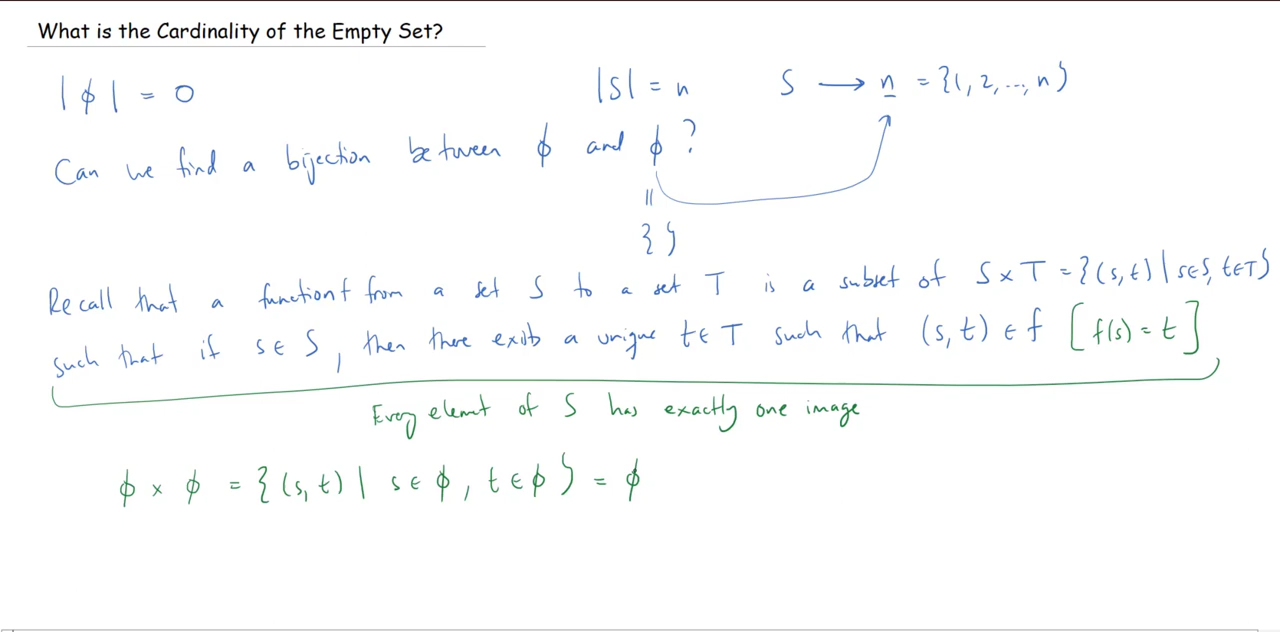 What is the Cardinality of the Empty Set?
|ϕ| = 0    |S| = n    S ⟶ n = {1, 2, ..., n}
Can we find a bijection between ϕ and ϕ ?
||
{ }
Recall that a function f from a set S to a set T is a subset of S × T = {(s, t) | s∈S, t∈T}
such that if s ∈ S, then there exists a unique t ∈ T such that (s, t) ∈ f [f(s) = t]
Every element of S has exactly one image
ϕ × ϕ = {(s, t) | s ∈ ϕ, t ∈ ϕ} = ϕ